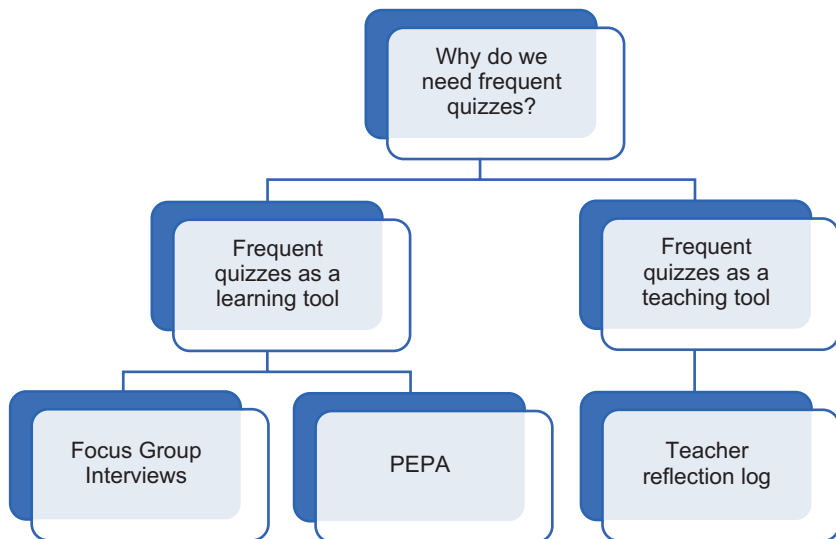 Why do we
need frequent
quizzes?
Frequent
quizzes as a
learning tool
Frequent
quizzes as a
teaching tool
Focus Group
Interviews
PEPA
Teacher
reflection log